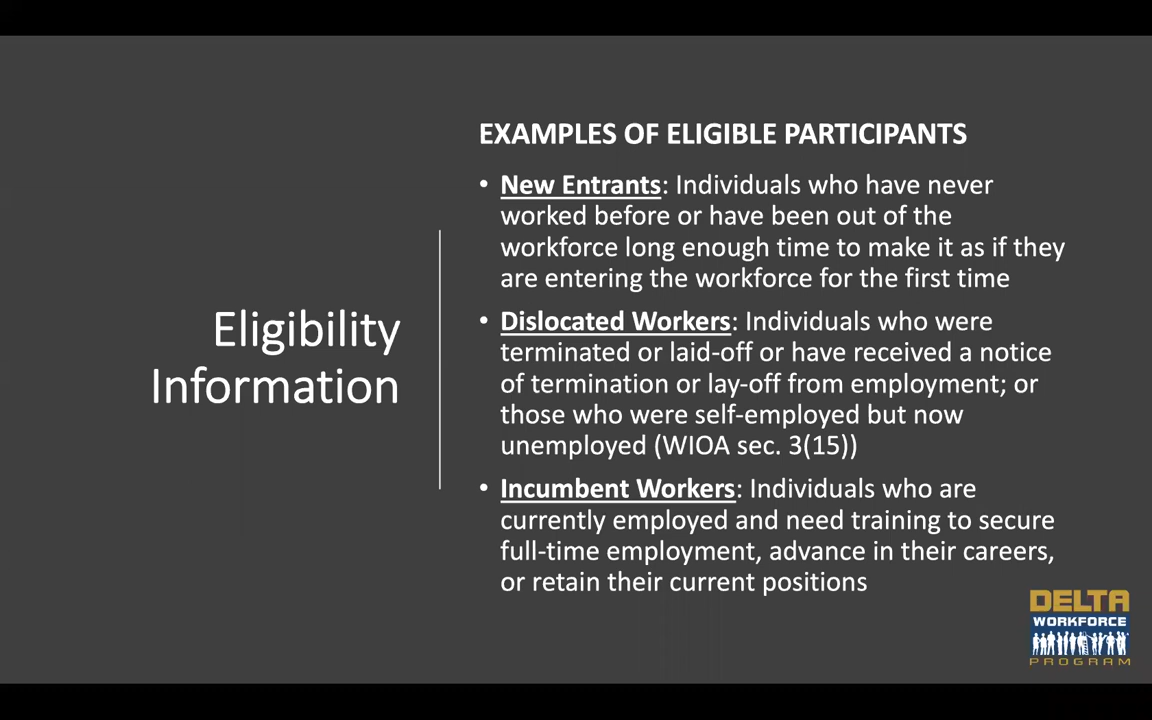 Eligibility
Information
EXAMPLES OF ELIGIBLE PARTICIPANTS
• New Entrants: Individuals who have never
worked before or have been out of the
workforce long enough time to make it as if they
are entering the workforce for the first time
• Dislocated Workers: Individuals who were
terminated or laid-off or have received a notice
of termination or lay-off from employment; or
those who were self-employed but now
unemployed (WIOA sec. 3(15))
• Incumbent Workers: Individuals who are
currently employed and need training to secure
full-time employment, advance in their careers,
or retain their current positions
DELTA
WORKFORCE
PROGRAM